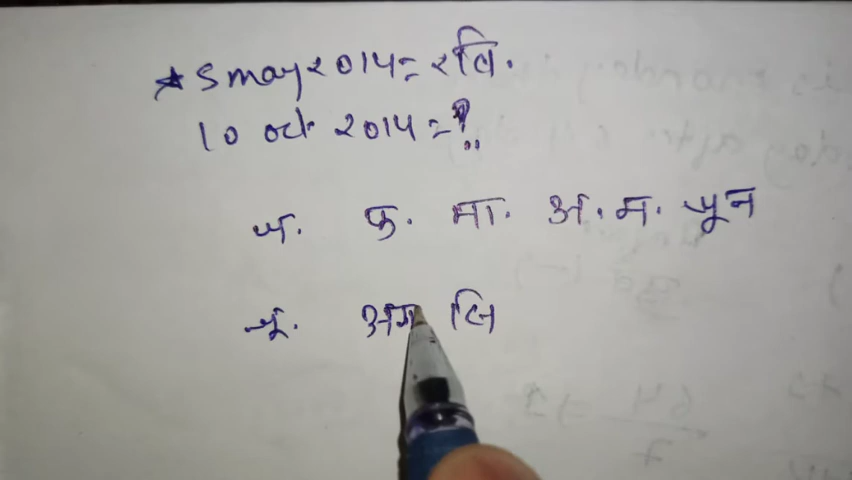 * 5 may 2014 = रवि.
10 oct 2014 = ?
ज. फ. मा. अ. म. जून
जु. अग सि